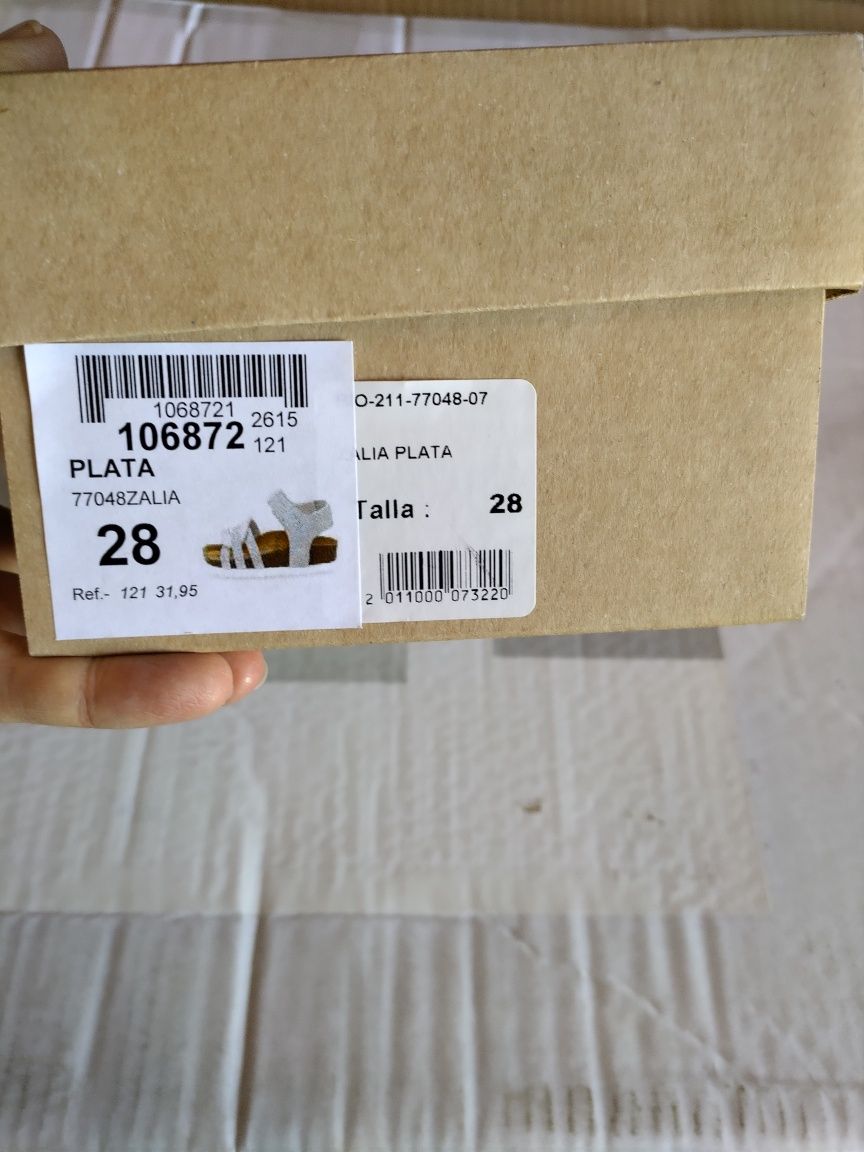 1068721
106872
2615
121
PLATA
77048ZALIA
28
Ref.- 121 31,95
O-211-77048-07
ALIA PLATA
Talla : 28
2 011000 073220